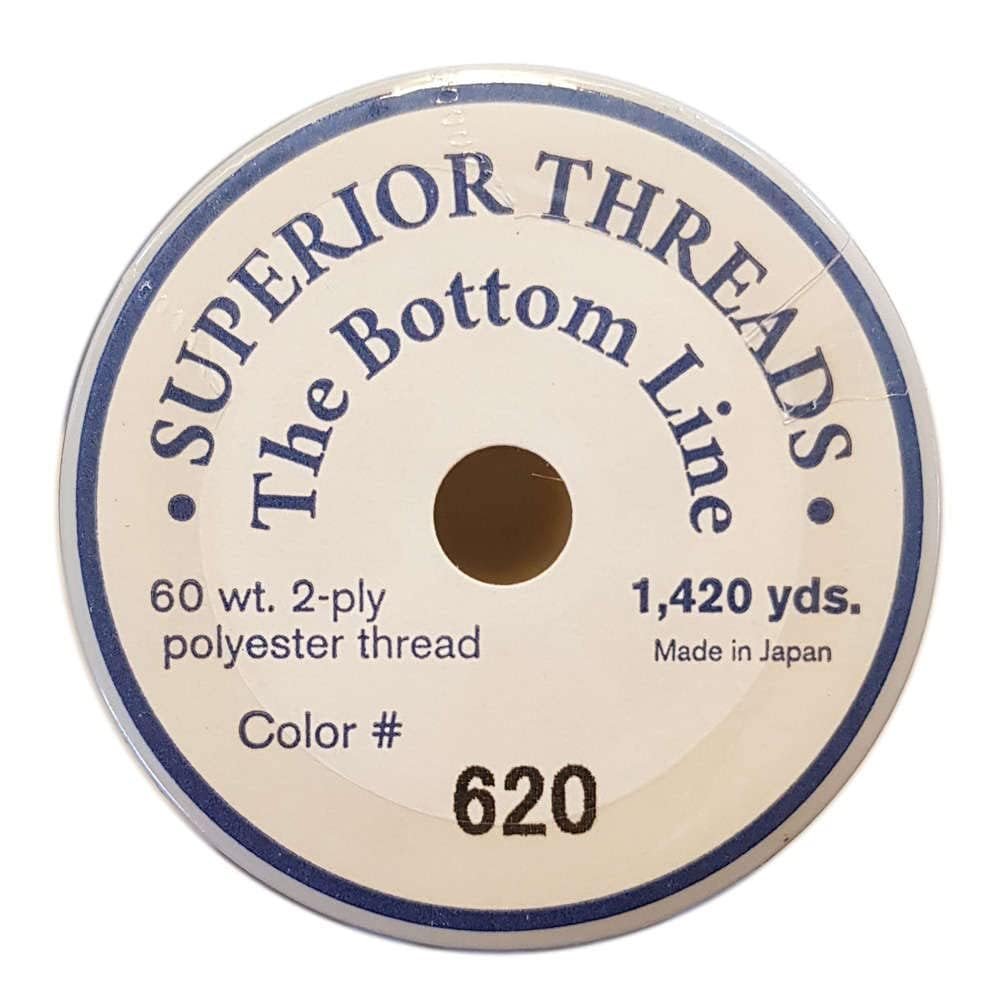 • SUPERIOR THREADS •
The Bottom Line
60 wt. 2-ply
polyester thread
1,420 yds.
Made in Japan
Color #
620